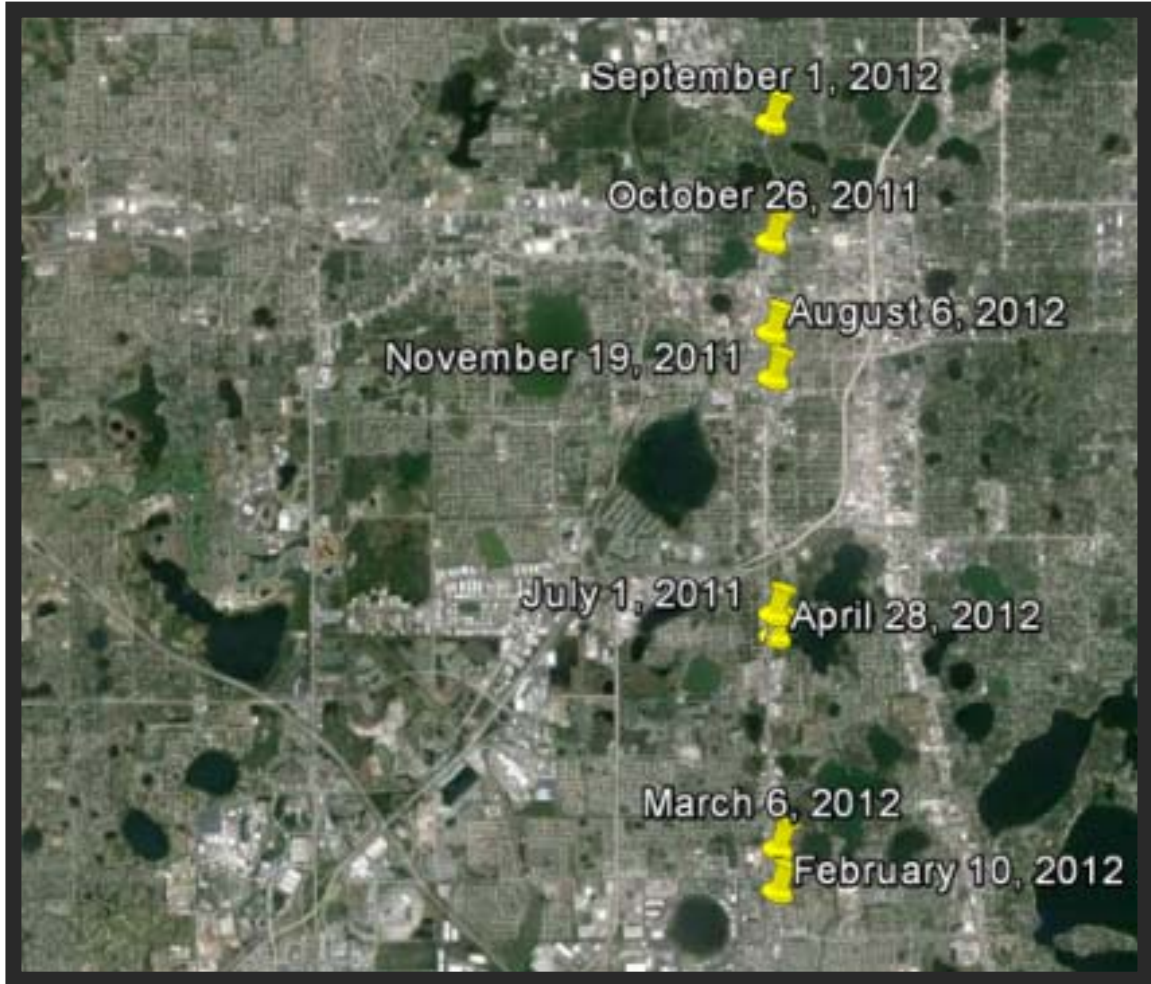 September 1, 2012
October 26, 2011
August 6, 2012
November 19, 2011
July 1, 2011
April 28, 2012
March 6, 2012
February 10, 2012